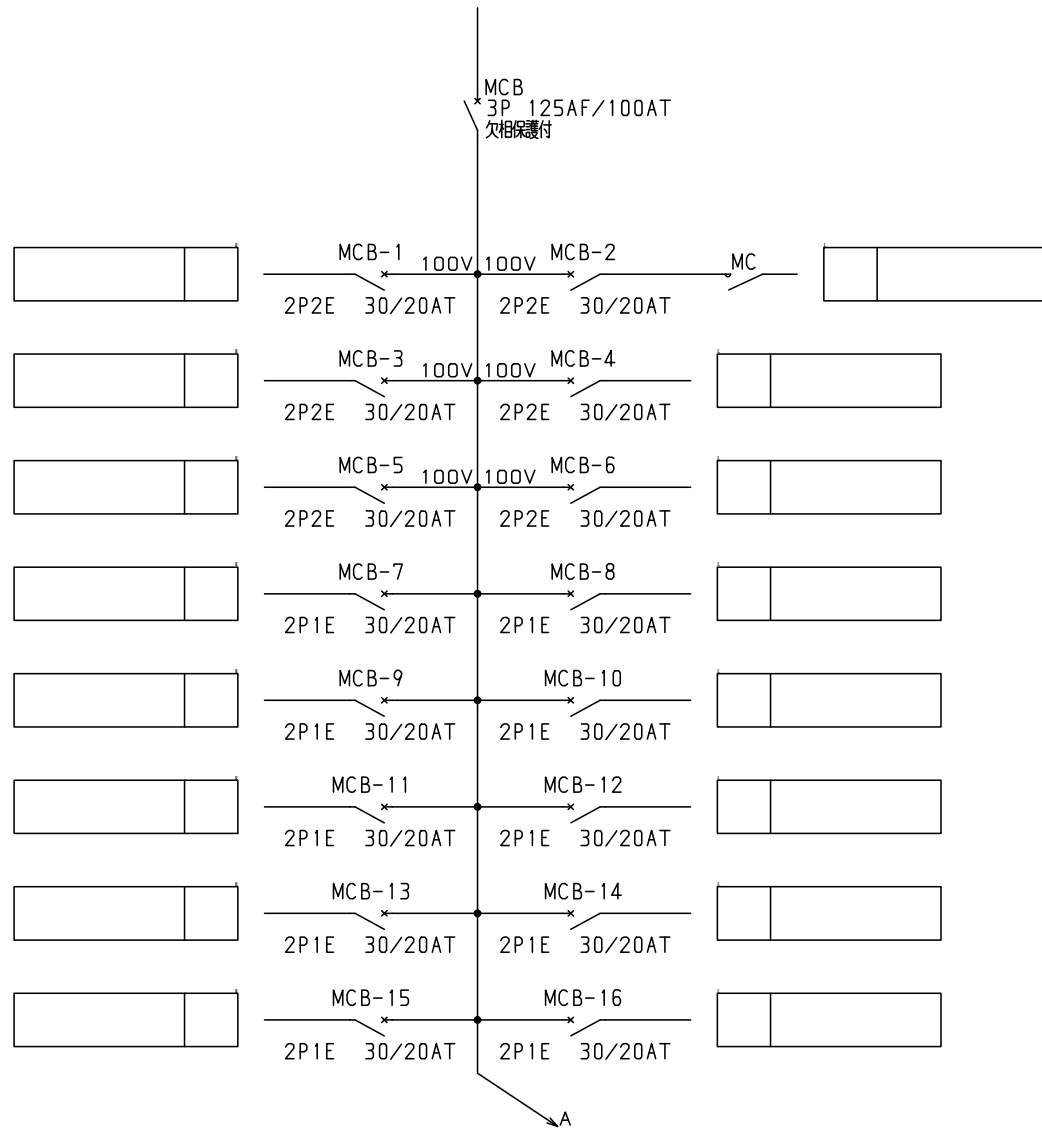 MCB
3P 125AF/100AT
欠相保護付
MCB-1 100V 100V MCB-2 MC
2P2E 30/20AT 2P2E 30/20AT
MCB-3 100V 100V MCB-4
2P2E 30/20AT 2P2E 30/20AT
MCB-5 100V 100V MCB-6
2P2E 30/20AT 2P2E 30/20AT
MCB-7 MCB-8
2P1E 30/20AT 2P1E 30/20AT
MCB-9 MCB-10
2P1E 30/20AT 2P1E 30/20AT
MCB-11 MCB-12
2P1E 30/20AT 2P1E 30/20AT
MCB-13 MCB-14
2P1E 30/20AT 2P1E 30/20AT
MCB-15 MCB-16
2P1E 30/20AT 2P1E 30/20AT
A